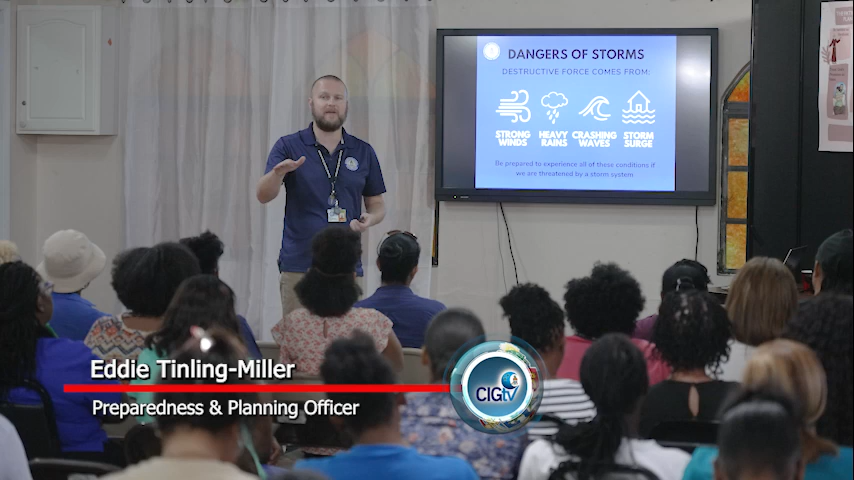 DANGERS OF STORMS
DESTRUCTIVE FORCE COMES FROM:
STRONG WINDS
HEAVY RAINS
CRASHING WAVES
STORM SURGE
Be prepared to experience all of these conditions if
we are threatened by a storm system
Eddie Tinling-Miller
Preparedness & Planning Officer
CIGtv